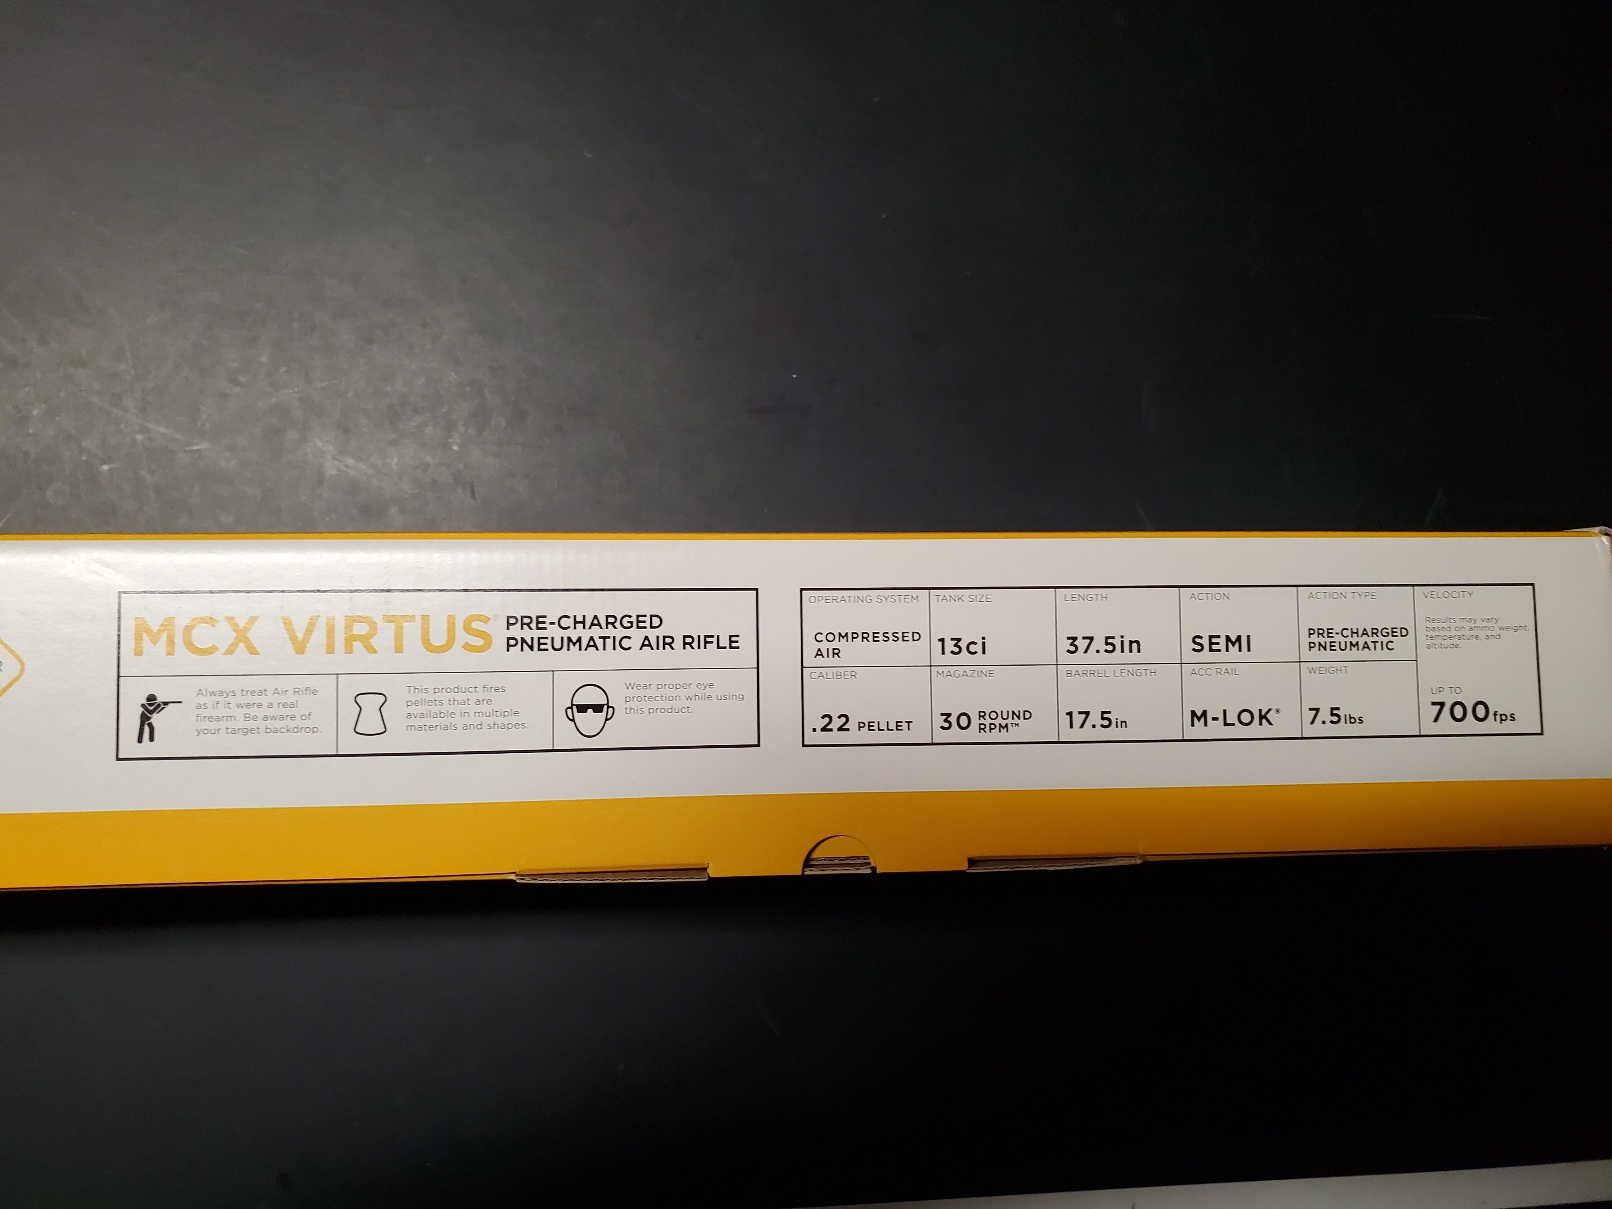 MCX VIRTUS®
PRE-CHARGED
PNEUMATIC AIR RIFLE
Always treat Air Rifle
as if it were a real
firearm. Be aware of
your target backdrop.
This product fires
pellets that are
available in multiple
materials and shapes.
Wear proper eye
protection while using
this product.
OPERATING SYSTEM
COMPRESSED
AIR
TANK SIZE
13ci
LENGTH
37.5in
ACTION
SEMI
ACTION TYPE
PRE-CHARGED
PNEUMATIC
VELOCITY
Results may vary
based on ammo weight,
temperature, and
altitude.
UP TO
700fps
CALIBER
.22 PELLET
MAGAZINE
30 ROUND
RPM™
BARREL LENGTH
17.5in
ACC RAIL
M-LOK®
WEIGHT
7.5lbs